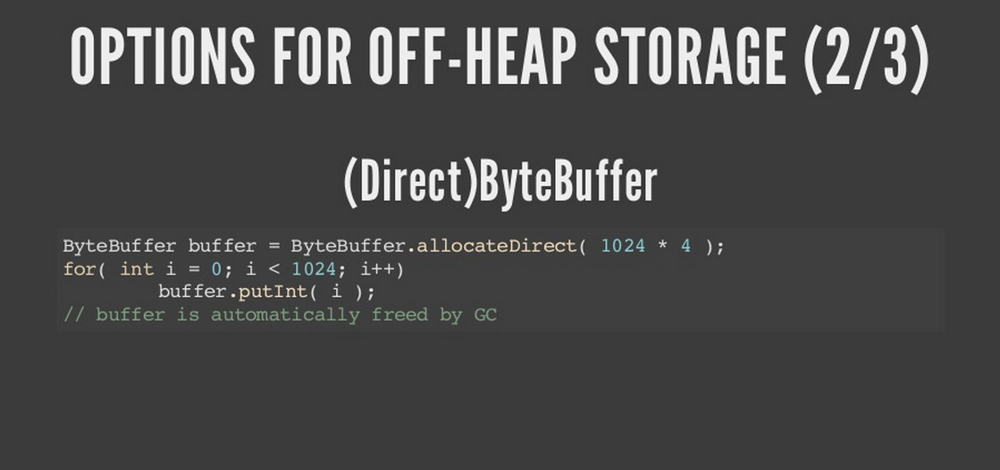 OPTIONS FOR OFF-HEAP STORAGE (2/3)
(Direct)ByteBuffer
ByteBuffer buffer = ByteBuffer.allocateDirect( 1024 * 4 );
for( int i = 0; i < 1024; i++)
        buffer.putInt( i );
// buffer is automatically freed by GC